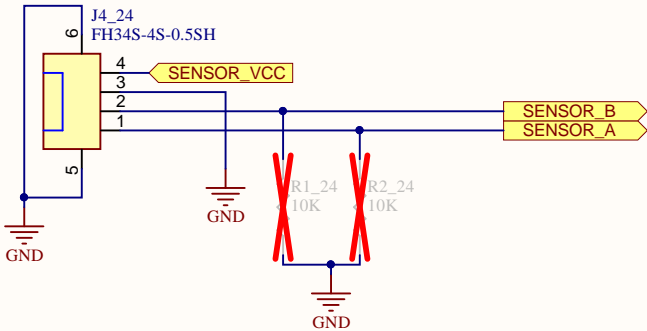 J4_24
FH34S-4S-0.5SH
6
4
SENSOR_VCC
3
2
SENSOR_B
1
SENSOR_A
5
R1_24
10K
R2_24
10K
GND
GND
GND